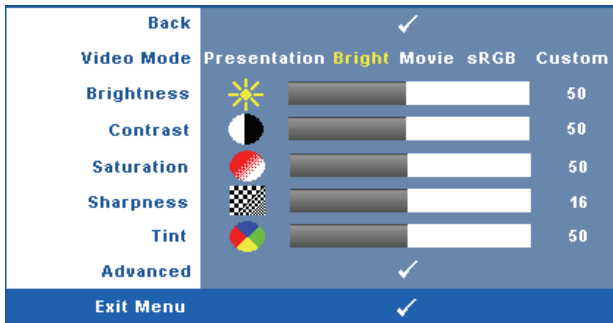 Back
Video Mode Presentation Bright Movie sRGB Custom
Brightness 50
Contrast 50
Saturation 50
Sharpness 16
Tint 50
Advanced
Exit Menu